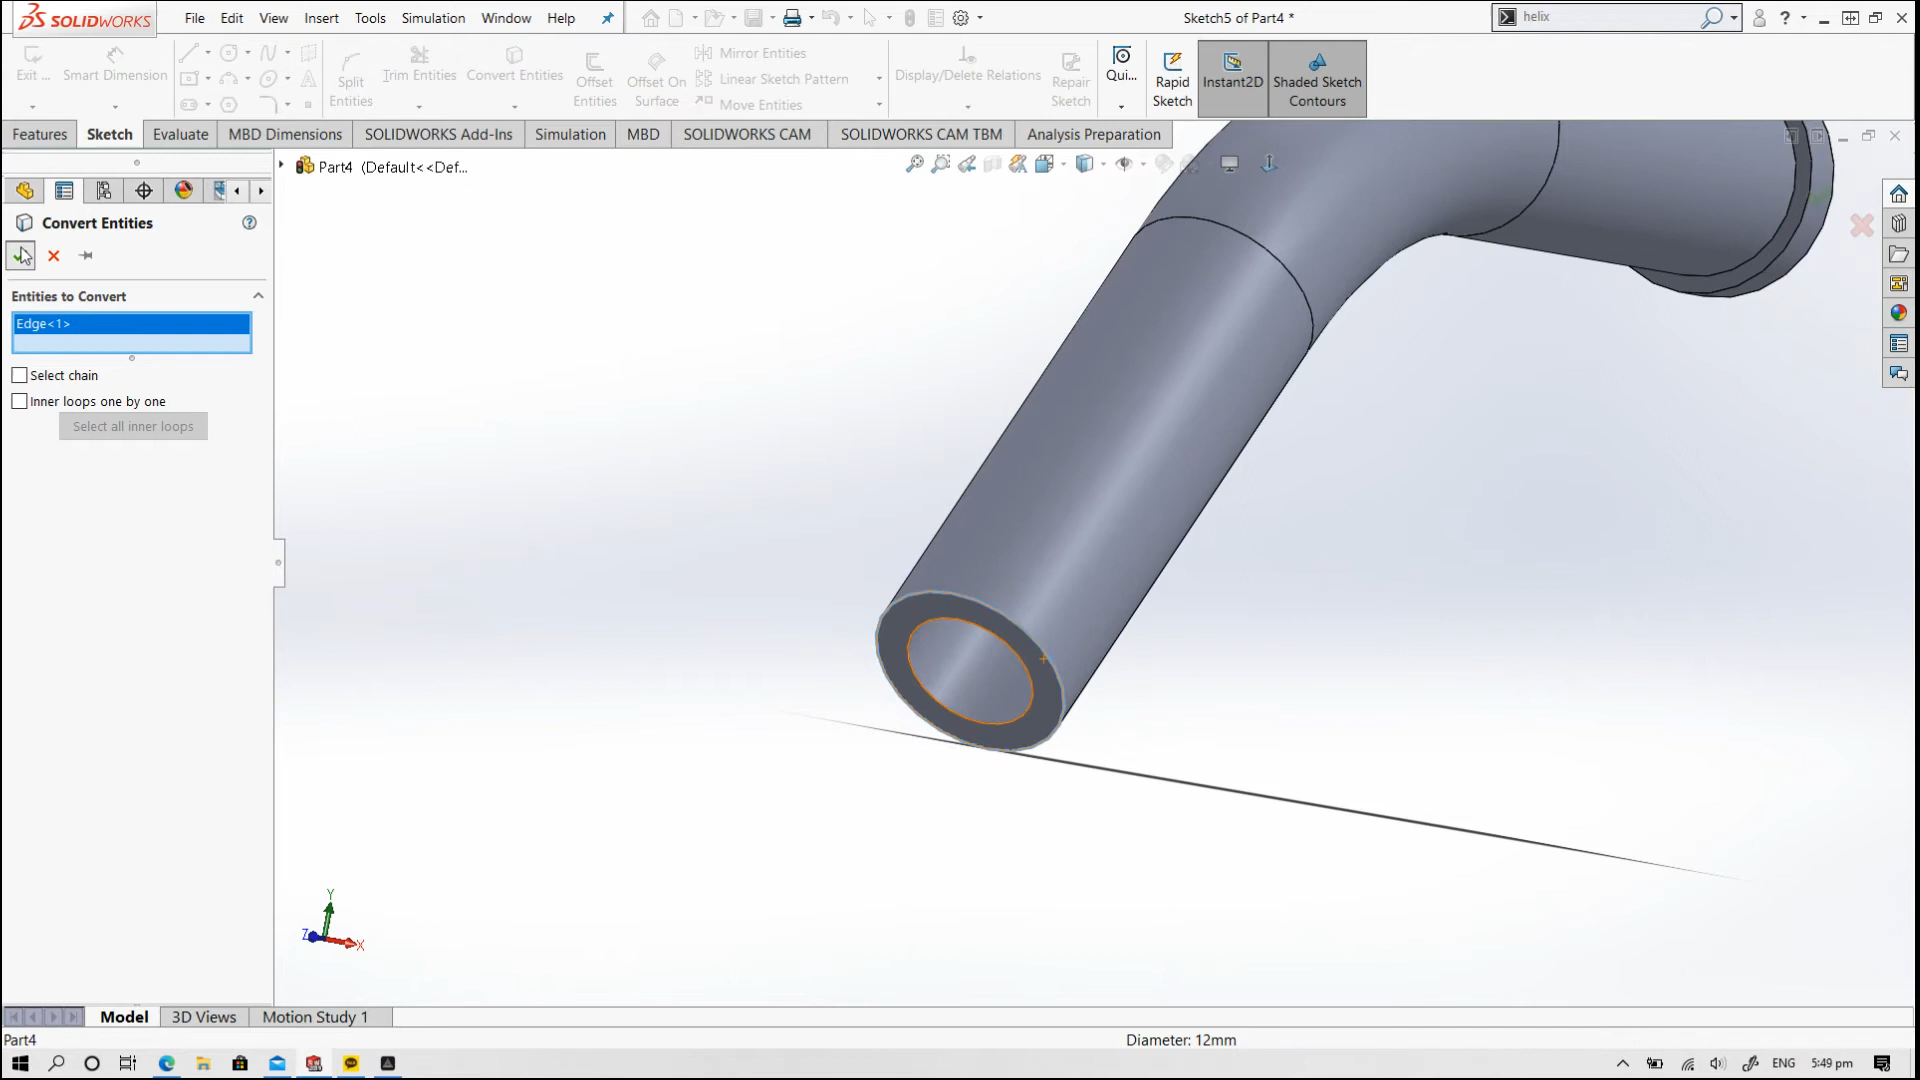 SOLIDWORKS
File Edit View Insert Tools Simulation Window Help
Sketch5 of Part4 *
helix
Exit ...
Smart Dimension
Split Entities
Trim Entities
Convert Entities
Offset Entities
Offset On Surface
Mirror Entities
Linear Sketch Pattern
Move Entities
Display/Delete Relations
Repair Sketch
Qui...
Rapid Sketch
Instant2D
Shaded Sketch Contours
Features Sketch Evaluate MBD Dimensions SOLIDWORKS Add-Ins Simulation MBD SOLIDWORKS CAM SOLIDWORKS CAM TBM Analysis Preparation
Part4 (Default<<Def...
Convert Entities
Entities to Convert
Edge<1>
Select chain
Inner loops one by one
Select all inner loops
Y
Z
X
Model 3D Views Motion Study 1
Part4
Diameter: 12mm
ENG 5:49 pm